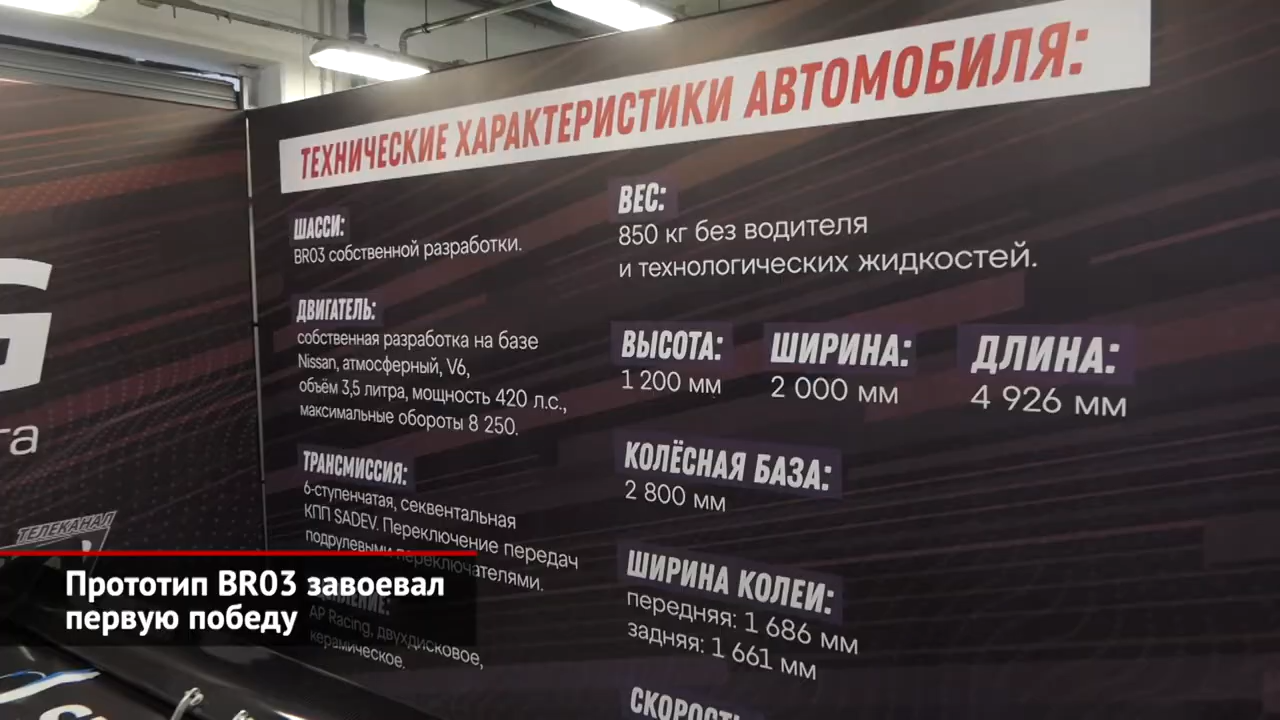 ТЕХНИЧЕСКИЕ ХАРАКТЕРИСТИКИ АВТОМОБИЛЯ:
ШАССИ:
BR03 собственной разработки.
ДВИГАТЕЛЬ:
собственная разработка на базе
Nissan, атмосферный, V6,
объём 3,5 литра, мощность 420 л.с.,
максимальные обороты 8 250.
ТРАНСМИССИЯ:
6-ступенчатая, секвентальная
КПП SADEV. Переключение передач
подрулевыми переключателями.
AP Racing, двухдисковое,
керамическое.
ВЕС:
850 кг без водителя
и технологических жидкостей.
ВЫСОТА:
1 200 мм
ШИРИНА:
2 000 мм
ДЛИНА:
4 926 мм
КОЛЁСНАЯ БАЗА:
2 800 мм
ШИРИНА КОЛЕИ:
передняя: 1 686 мм
задняя: 1 661 мм
СКОРОСТЬ
G
га
ТЕЛЕКАНАЛ
Прототип BR03 завоевал
первую победу